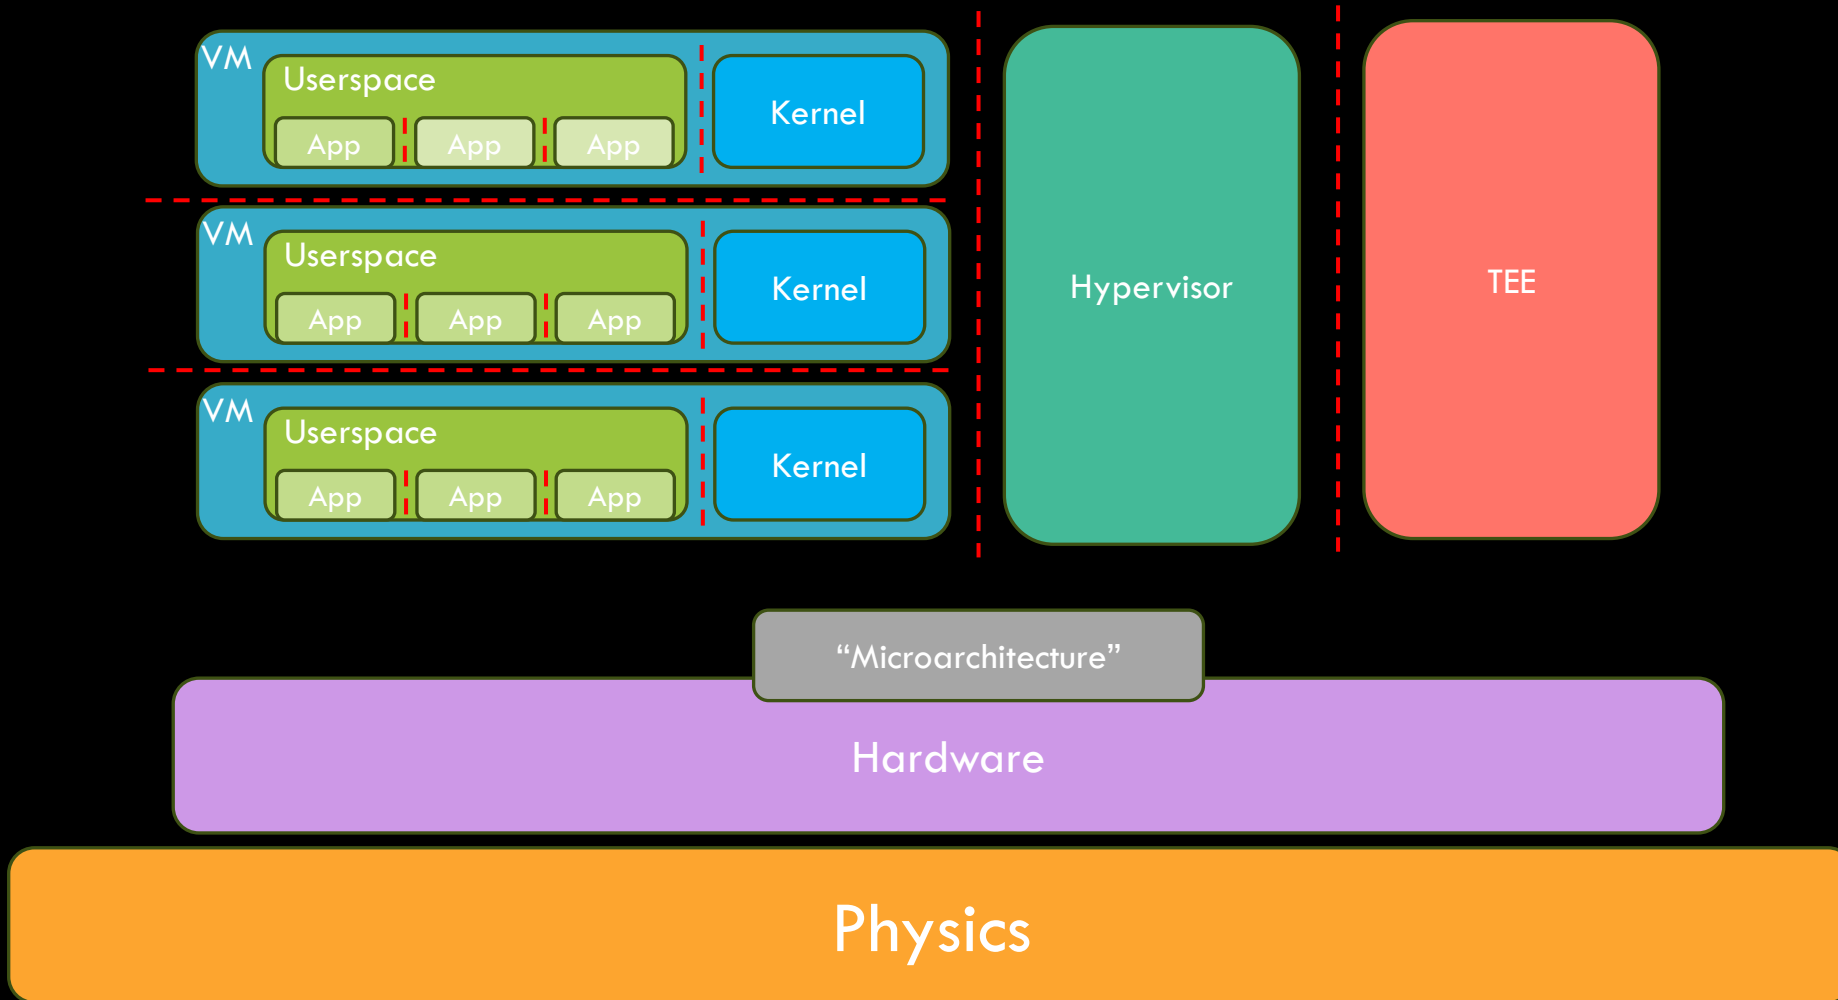 VM
Userspace
App App App
Kernel
VM
Userspace
App App App
Kernel
VM
Userspace
App App App
Kernel
Hypervisor
TEE
“Microarchitecture”
Hardware
Physics